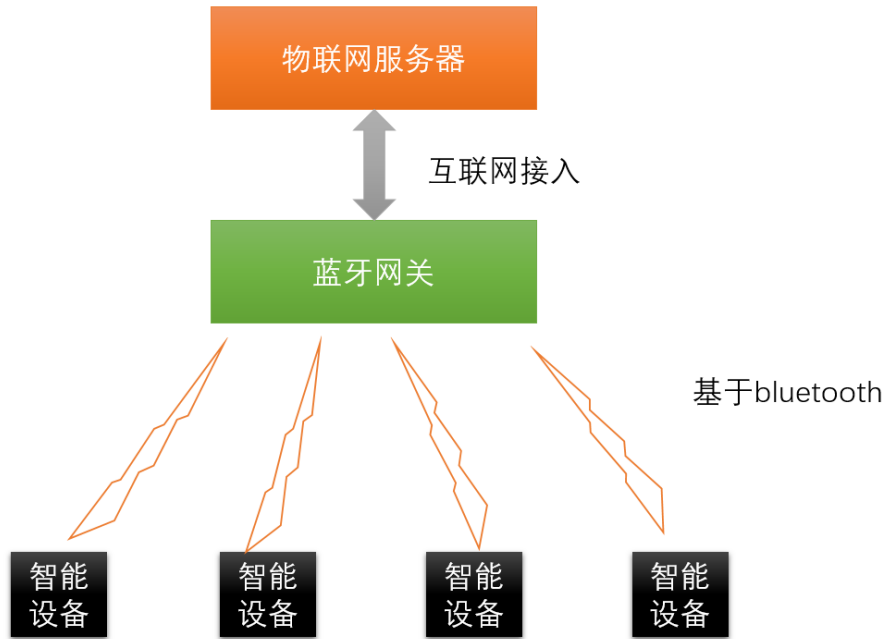 物联网服务器
互联网接入
蓝牙网关
基于bluetooth
智能
设备
智能
设备
智能
设备
智能
设备